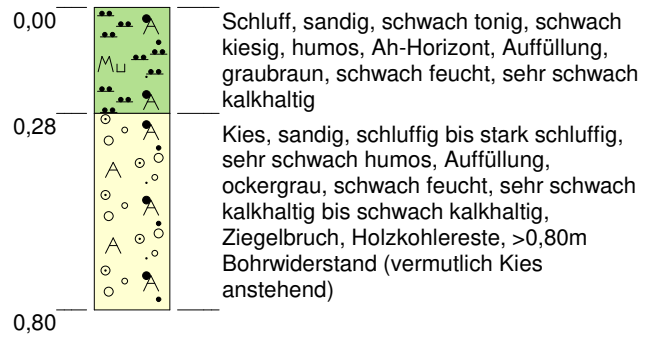 0,00
Schluff, sandig, schwach tonig, schwach
kiesig, humos, Ah-Horizont, Auffüllung,
graubraun, schwach feucht, sehr schwach
kalkhaltig
Mu
A
A
0,28
Kies, sandig, schluffig bis stark schluffig,
sehr schwach humos, Auffüllung,
ockergrau, schwach feucht, sehr schwach
kalkhaltig bis schwach kalkhaltig,
Ziegelbruch, Holzkohlereste, >0,80m
Bohrwiderstand (vermutlich Kies
anstehend)
A
A
A
A
A
0,80